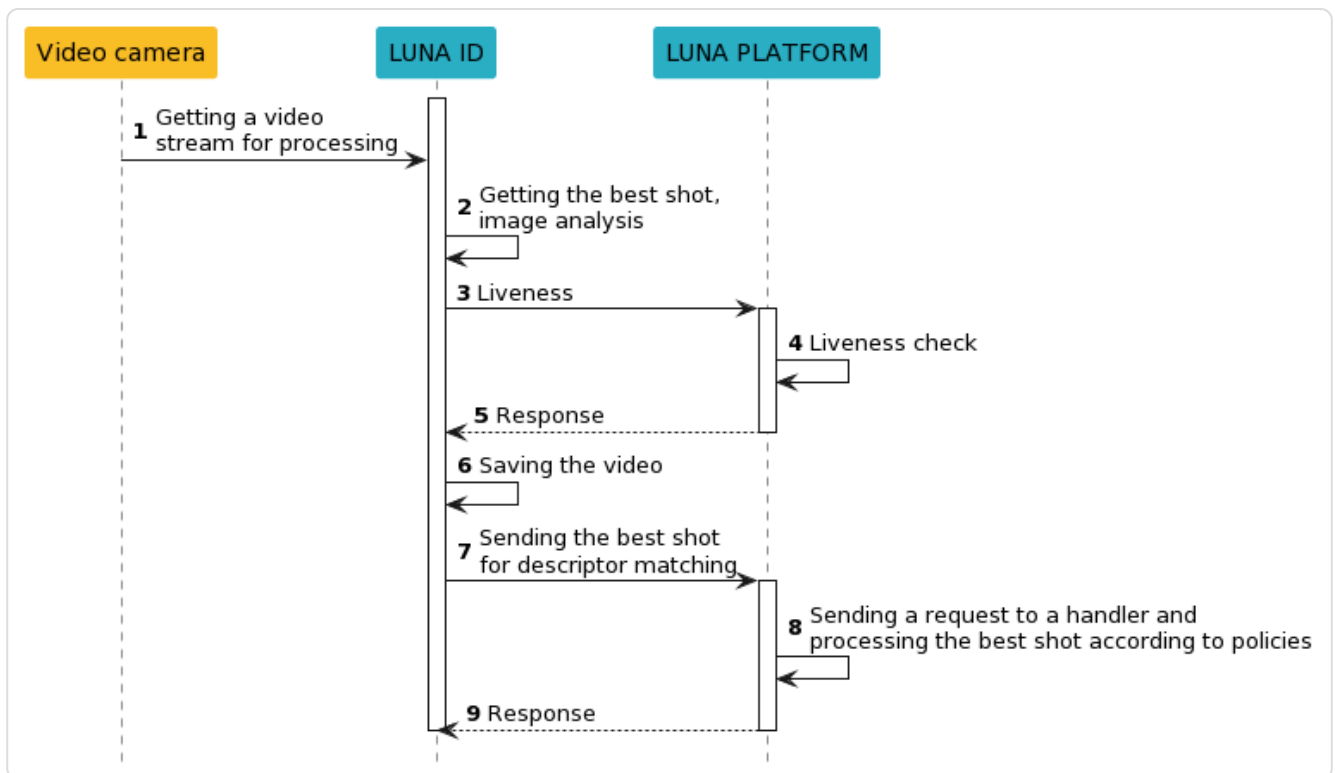 Video camera
LUNA ID
LUNA PLATFORM
1 Getting a video
stream for processing
2 Getting the best shot,
image analysis
3 Liveness
4 Liveness check
5 Response
6 Saving the video
7 Sending the best shot
for descriptor matching
8 Sending a request to a handler and
processing the best shot according to policies
9 Response